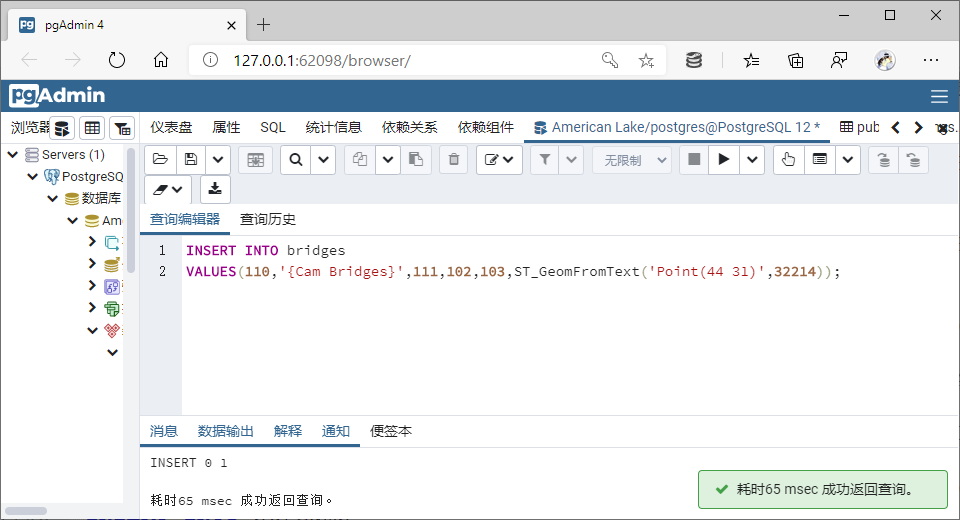 pgAdmin 4
127.0.0.1:62098/browser/
pgAdmin
浏览器
仪表盘 属性 SQL 统计信息 依赖关系 依赖组件 American Lake/postgres@PostgreSQL 12 * pub
Servers (1)
PostgreSQ
数据库
Ame
无限制
查询编辑器 查询历史
1 INSERT INTO bridges
2 VALUES(110,'{Cam Bridges}',111,102,103,ST_GeomFromText('Point(44 31)',32214));
消息 数据输出 解释 通知 便签本
INSERT 0 1
耗时65 msec 成功返回查询。
耗时65 msec 成功返回查询。